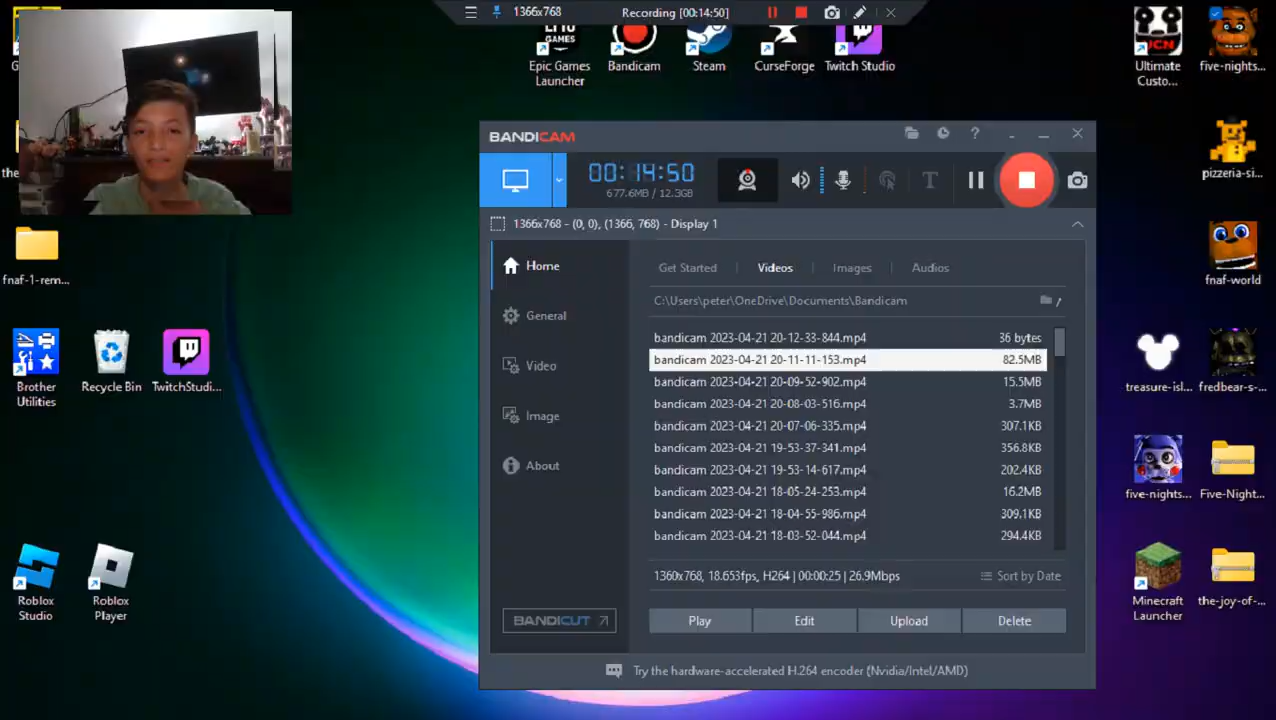 1366x768
Recording [00:14:50]
Epic Games
Launcher
Bandicam
Steam
CurseForge
Twitch Studio
Ultimate
Custo...
five-nights...
BANDICAM
00:14:50
677.6MB / 12.3GB
1366x768 - (0, 0), (1366, 768) - Display 1
Home
General
Video
Image
About
BANDICUT
Get Started
Videos
Images
Audios
C:\Users\peter\OneDrive\Documents\Bandicam
bandicam 2023-04-21 20-12-33-844.mp4 36 bytes
bandicam 2023-04-21 20-11-11-153.mp4 82.5MB
bandicam 2023-04-21 20-09-52-902.mp4 15.5MB
bandicam 2023-04-21 20-08-03-516.mp4 3.7MB
bandicam 2023-04-21 20-07-06-335.mp4 307.1KB
bandicam 2023-04-21 19-53-37-341.mp4 356.8KB
bandicam 2023-04-21 19-53-14-617.mp4 202.4KB
bandicam 2023-04-21 18-05-24-253.mp4 16.2MB
bandicam 2023-04-21 18-04-55-986.mp4 309.1KB
bandicam 2023-04-21 18-03-52-044.mp4 294.4KB
1360x768, 18.653fps, H264 | 00:00:25 | 26.9Mbps
Sort by Date
Play
Edit
Upload
Delete
Try the hardware-accelerated H.264 encoder (Nvidia/Intel/AMD)
fnaf-1-rem...
Brother
Utilities
Recycle Bin
TwitchStudi...
Roblox
Studio
Roblox
Player
pizzeria-si...
fnaf-world
treasure-isl...
fredbear-s-...
five-nights...
Five-Night...
Minecraft
Launcher
the-joy-of-...